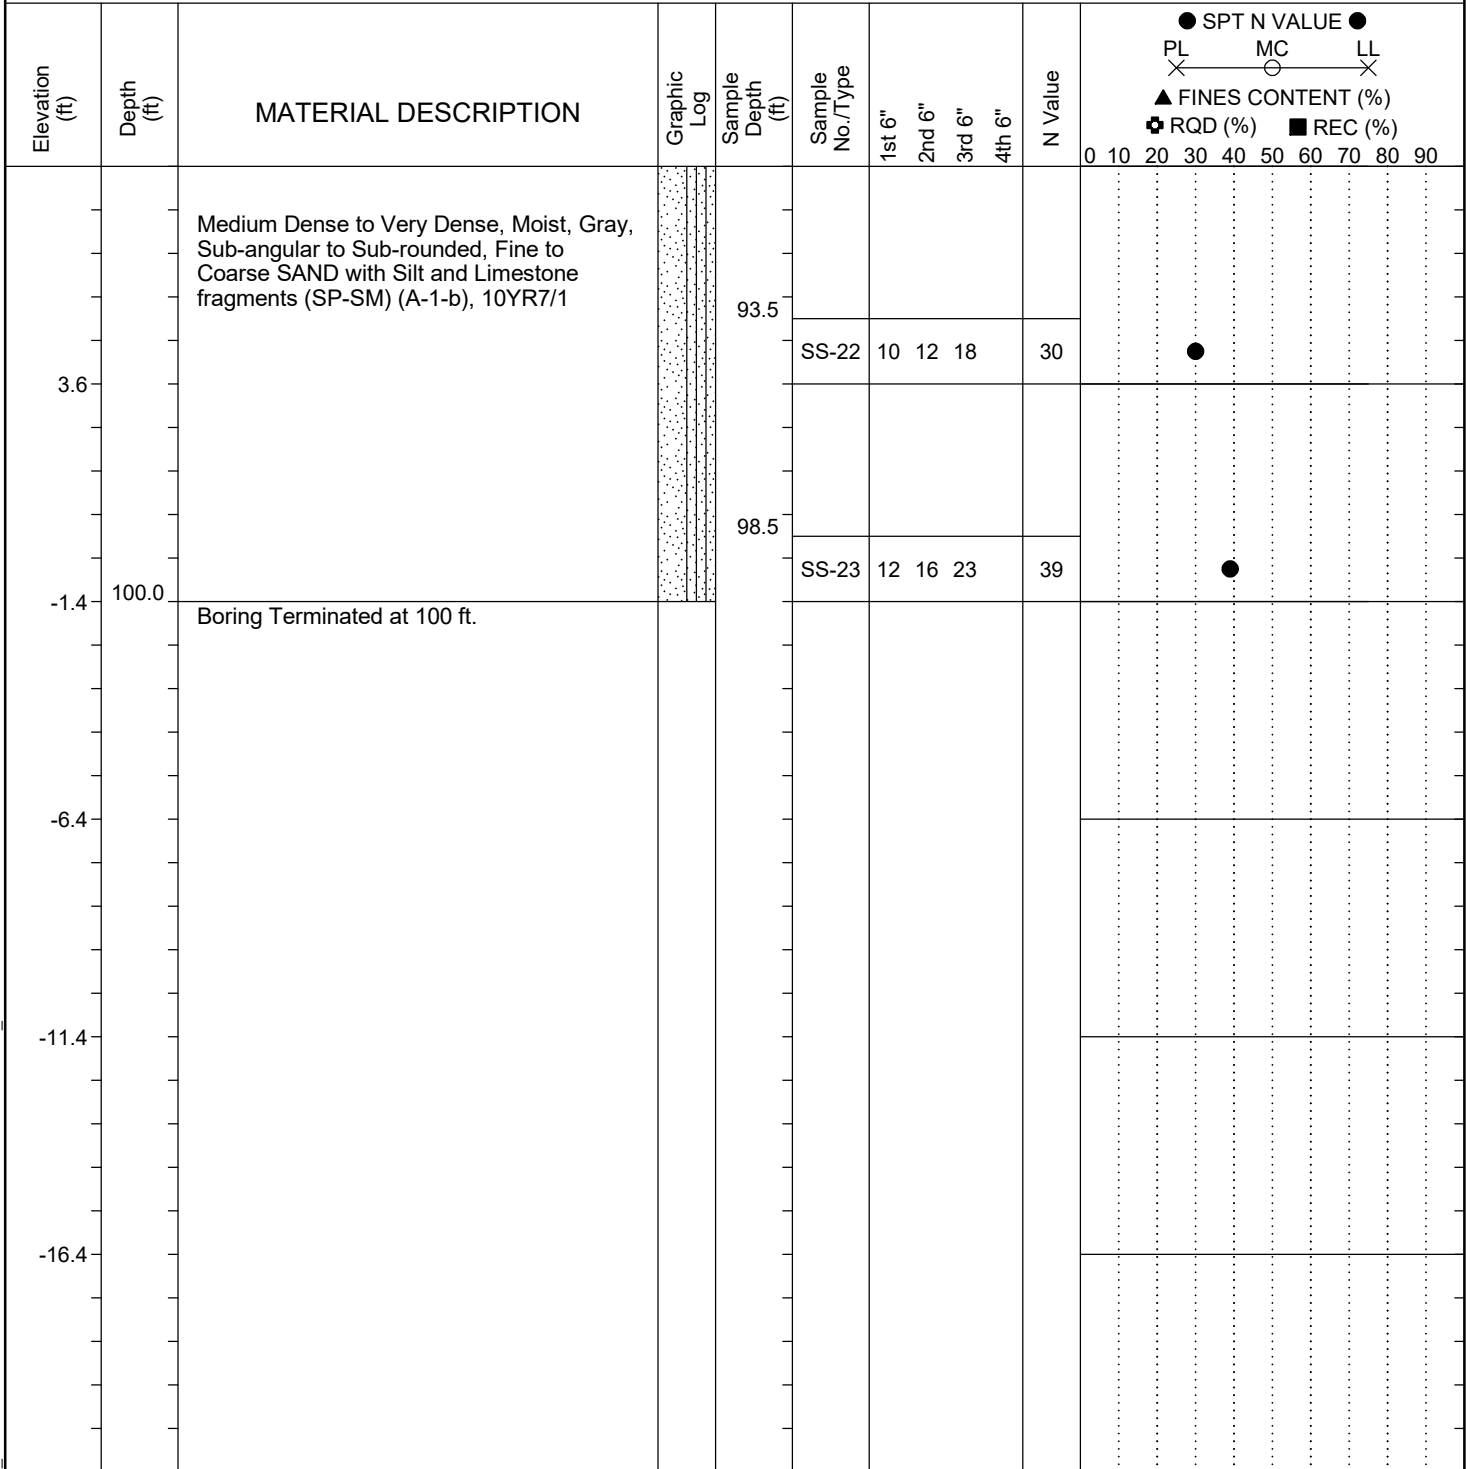 ● SPT N VALUE ●
PL MC LL
▲ FINES CONTENT (%)
RQD (%) ■ REC (%)
0 10 20 30 40 50 60 70 80 90
Elevation
(ft)
Depth
(ft)
MATERIAL DESCRIPTION
Graphic
Log
Sample
Depth
(ft)
Sample
No./Type
1st 6"
2nd 6"
3rd 6"
4th 6"
N Value
Medium Dense to Very Dense, Moist, Gray,
Sub-angular to Sub-rounded, Fine to
Coarse SAND with Silt and Limestone
fragments (SP-SM) (A-1-b), 10YR7/1
93.5
SS-22 10 12 18 30
3.6
98.5
SS-23 12 16 23 39
100.0
-1.4
Boring Terminated at 100 ft.
-6.4
-11.4
-16.4